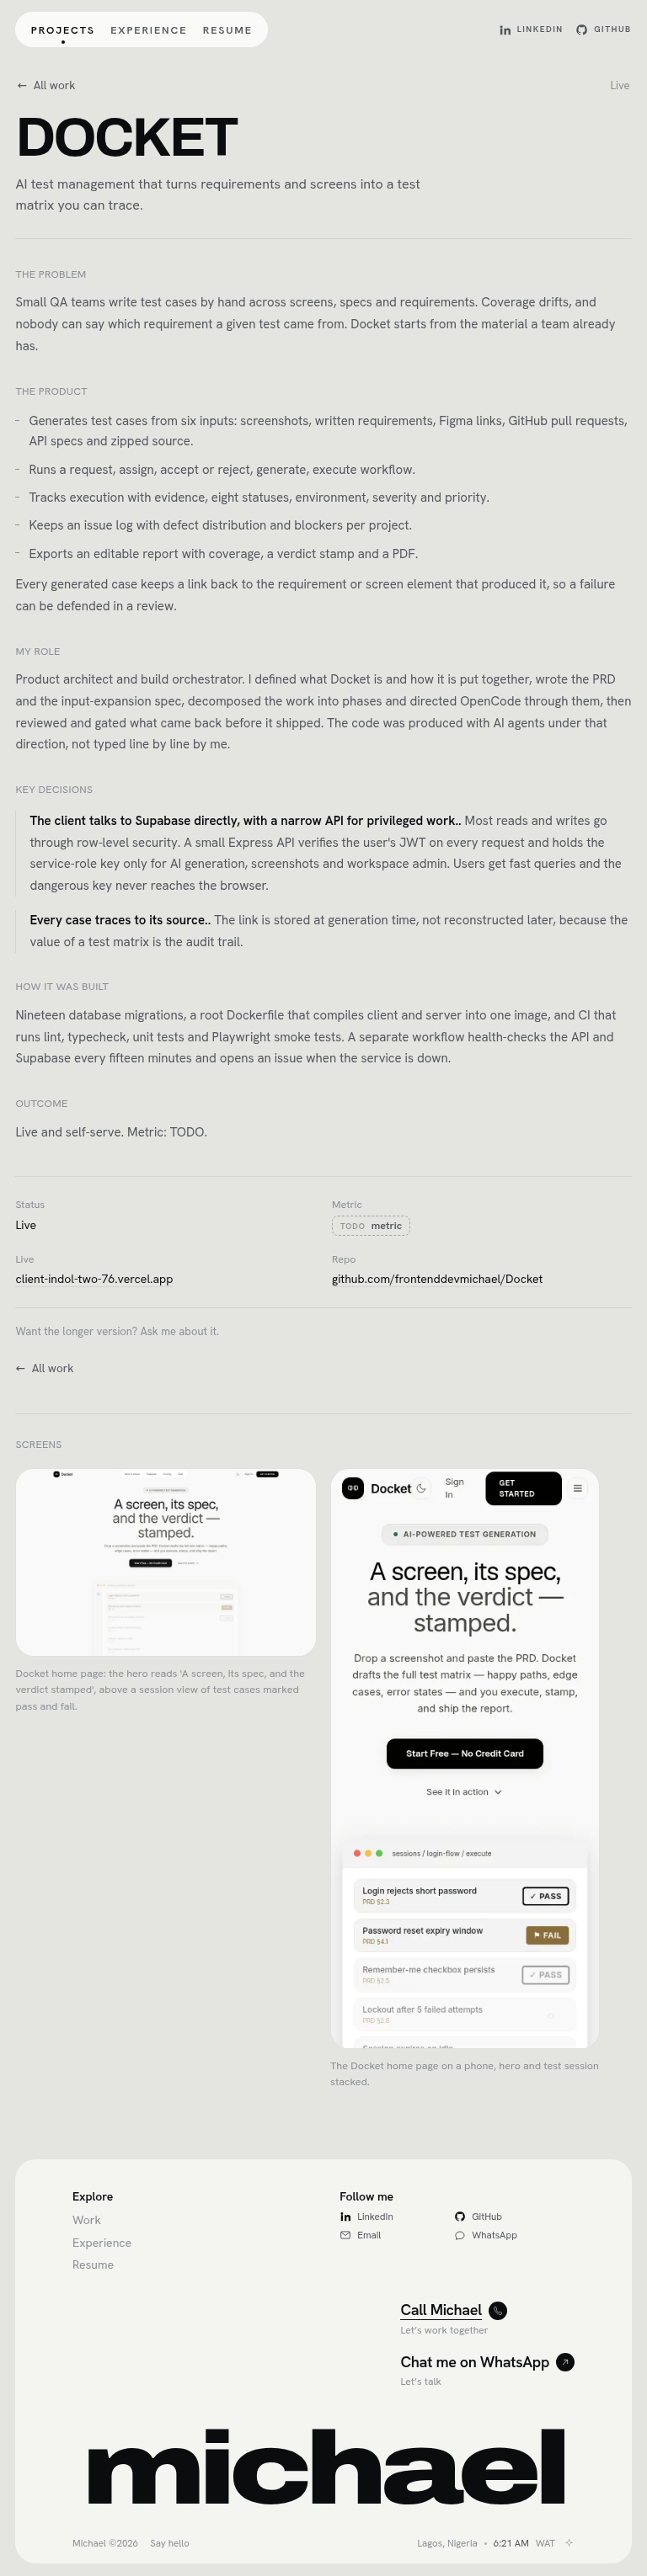 PROJECTS EXPERIENCE RESUME
LINKEDIN GITHUB
← All work
Live
DOCKET
AI test management that turns requirements and screens into a test
matrix you can trace.
THE PROBLEM
Small QA teams write test cases by hand across screens, specs and requirements. Coverage drifts, and
nobody can say which requirement a given test came from. Docket starts from the material a team already
has.
THE PRODUCT
– Generates test cases from six inputs: screenshots, written requirements, Figma links, GitHub pull requests,
API specs and zipped source.
– Runs a request, assign, accept or reject, generate, execute workflow.
– Tracks execution with evidence, eight statuses, environment, severity and priority.
– Keeps an issue log with defect distribution and blockers per project.
– Exports an editable report with coverage, a verdict stamp and a PDF.
Every generated case keeps a link back to the requirement or screen element that produced it, so a failure
can be defended in a review.
MY ROLE
Product architect and build orchestrator. I defined what Docket is and how it is put together, wrote the PRD
and the input-expansion spec, decomposed the work into phases and directed OpenCode through them, then
reviewed and gated what came back before it shipped. The code was produced with AI agents under that
direction, not typed line by line by me.
KEY DECISIONS
The client talks to Supabase directly, with a narrow API for privileged work.. Most reads and writes go
through row-level security. A small Express API verifies the user's JWT on every request and holds the
service-role key only for AI generation, screenshots and workspace admin. Users get fast queries and the
dangerous key never reaches the browser.
Every case traces to its source.. The link is stored at generation time, not reconstructed later, because the
value of a test matrix is the audit trail.
HOW IT WAS BUILT
Nineteen database migrations, a root Dockerfile that compiles client and server into one image, and CI that
runs lint, typecheck, unit tests and Playwright smoke tests. A separate workflow health-checks the API and
Supabase every fifteen minutes and opens an issue when the service is down.
OUTCOME
Live and self-serve. Metric: TODO.
Status
Live
Metric
TODO metric
Live
client-indol-two-76.vercel.app
Repo
github.com/frontenddevmichael/Docket
Want the longer version? Ask me about it.
← All work
SCREENS
Docket
A screen, its spec,
and the verdict —
stamped.
Docket home page: the hero reads 'A screen, its spec, and the
verdict stamped', above a session view of test cases marked
pass and fail.
Docket
Sign
In
GET
STARTED
AI-POWERED TEST GENERATION
A screen, its spec,
and the verdict —
stamped.
Drop a screenshot and paste the PRD. Docket
drafts the full test matrix — happy paths, edge
cases, error states — and you execute, stamp,
and ship the report.
Start Free — No Credit Card
See it in action
sessions / login-flow / execute
Login rejects short password
PRD §2.3
✓ PASS
Password reset expiry window
PRD §4.1
⚑ FAIL
Remember-me checkbox persists
PRD §2.5
✓ PASS
Lockout after 5 failed attempts
PRD §2.8
The Docket home page on a phone, hero and test session
stacked.
Explore
Work
Experience
Resume
Follow me
LinkedIn GitHub
Email WhatsApp
Call Michael
Let's work together
Chat me on WhatsApp
Let's talk
michael
Michael ©2026 Say hello
Lagos, Nigeria • 6:21 AM WAT